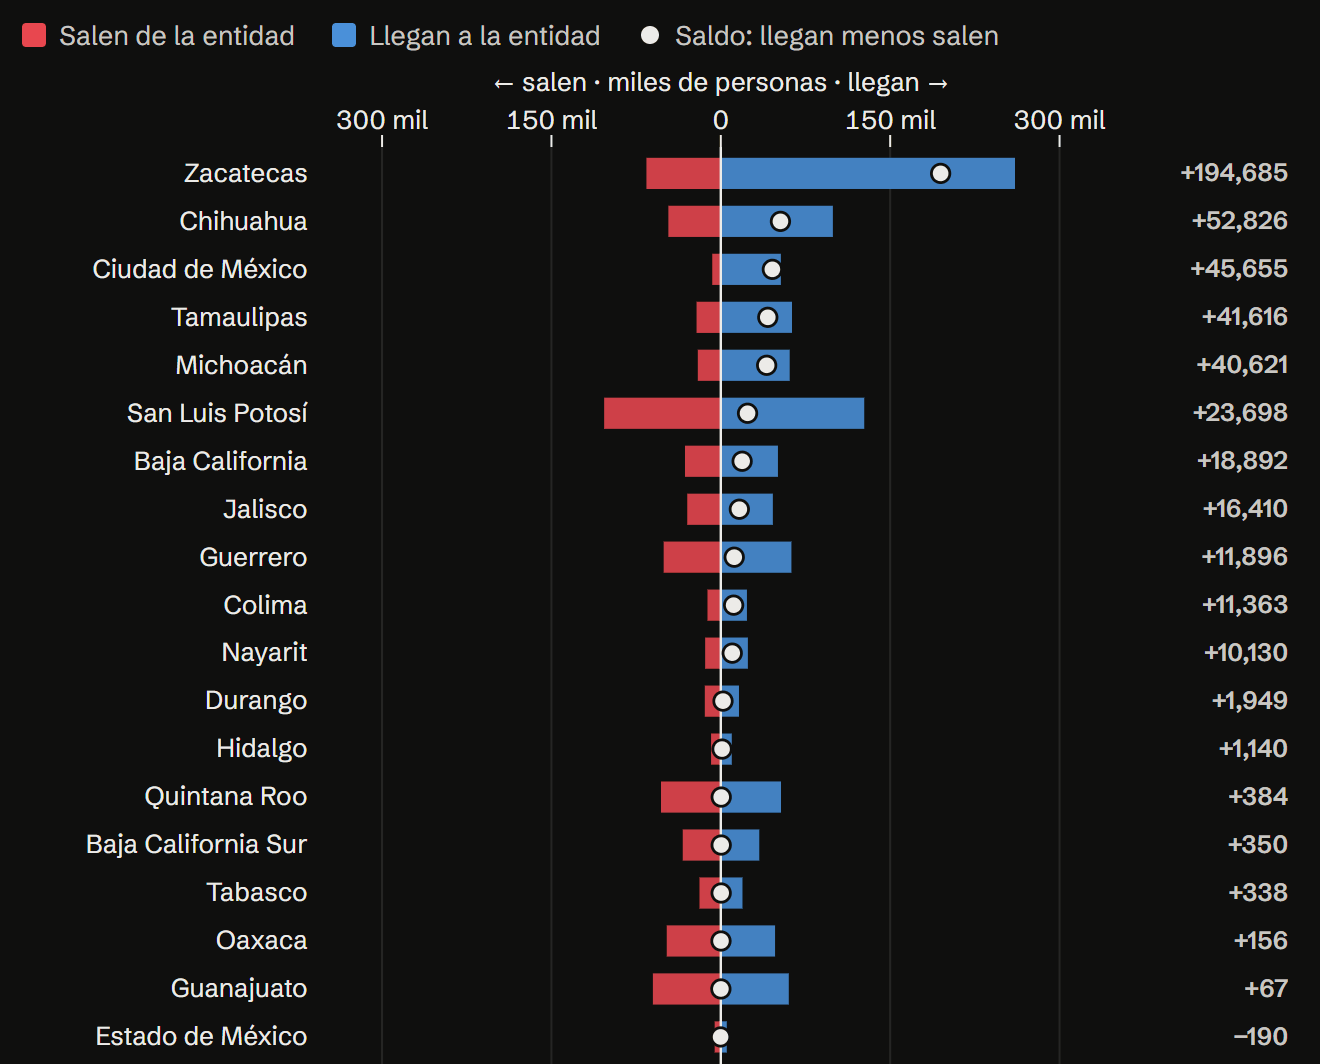 Salen de la entidad Llegan a la entidad Saldo: llegan menos salen
← salen · miles de personas · llegan →
300 mil 150 mil 0 150 mil 300 mil
Zacatecas +194,685
Chihuahua +52,826
Ciudad de México +45,655
Tamaulipas +41,616
Michoacán +40,621
San Luis Potosí +23,698
Baja California +18,892
Jalisco +16,410
Guerrero +11,896
Colima +11,363
Nayarit +10,130
Durango +1,949
Hidalgo +1,140
Quintana Roo +384
Baja California Sur +350
Tabasco +338
Oaxaca +156
Guanajuato +67
Estado de México −190